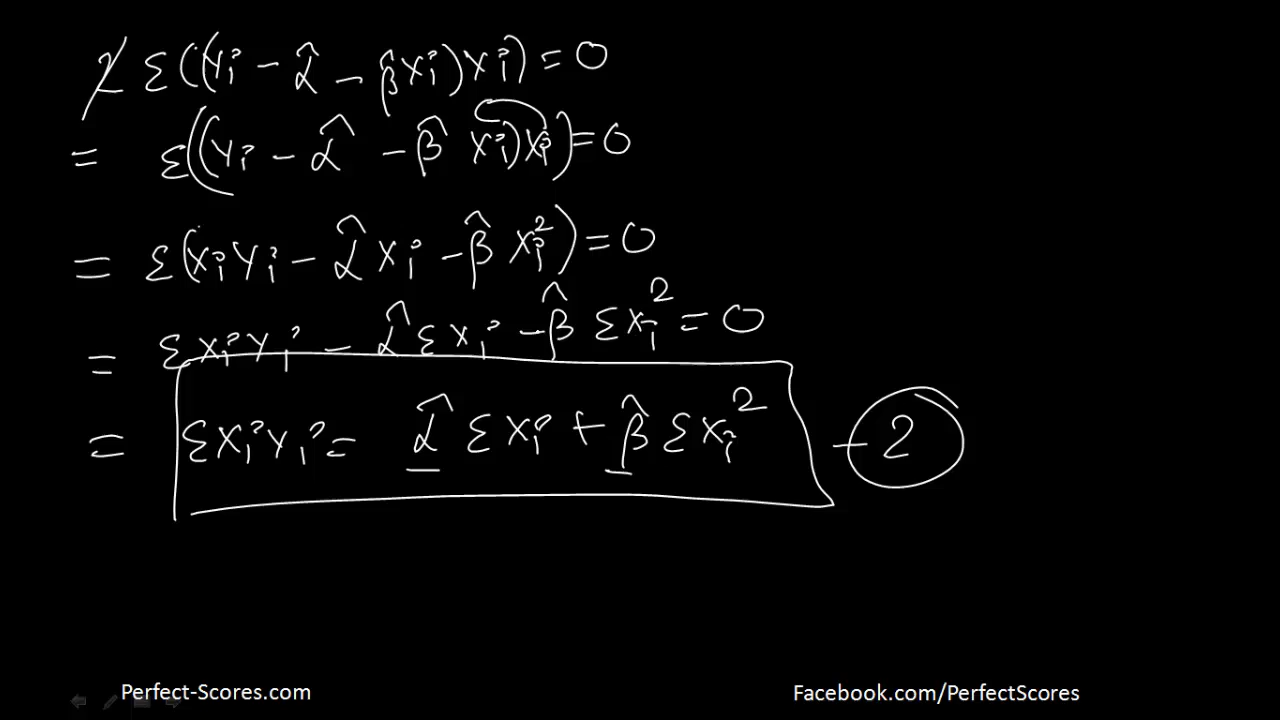 2 Σ((Yi - α̂ - β̂Xi)Xi) = 0
= Σ((Yi - α̂ - β̂ Xi)Xi) = 0
= Σ(XiYi - α̂ Xi - β̂ Xi²) = 0
= ΣXiYi - α̂ ΣXi - β̂ ΣXi² = 0
= ΣXiYi = α̂ ΣXi + β̂ ΣXi² - 2
Perfect-Scores.com
Facebook.com/PerfectScores